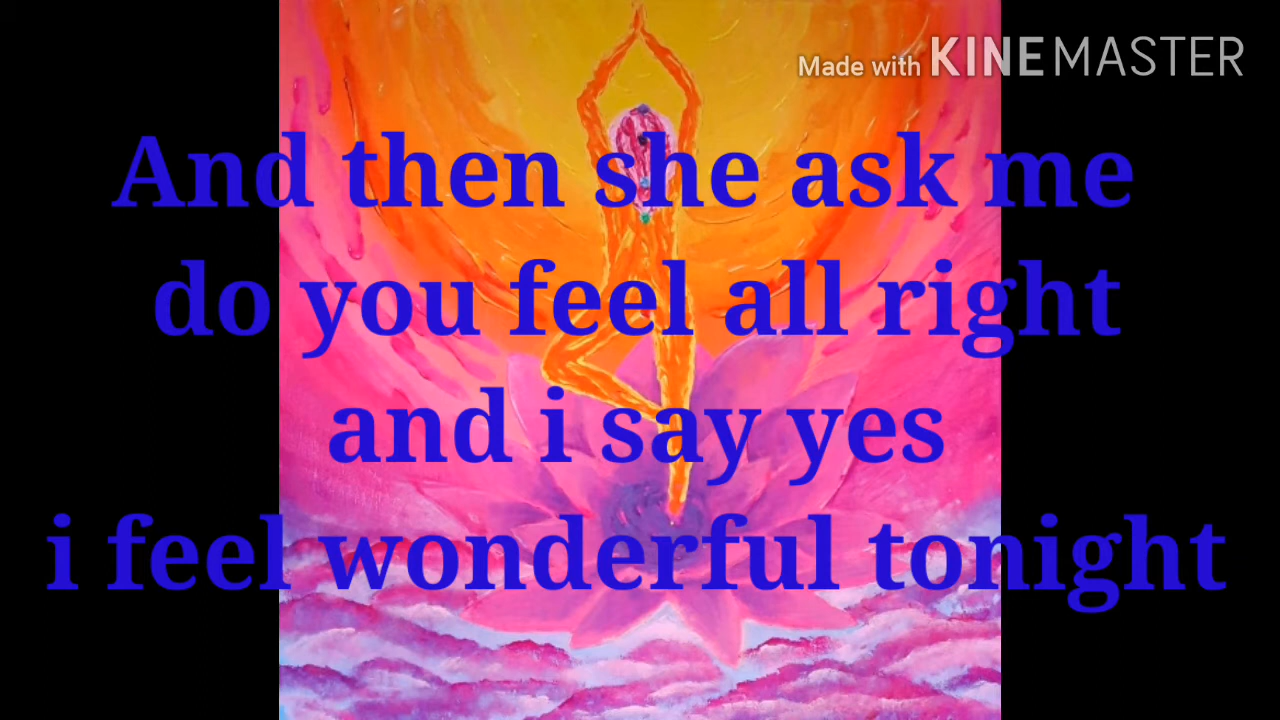 Made with KINEMASTER
And then she ask me
do you feel all right
and i say yes
i feel wonderful tonight